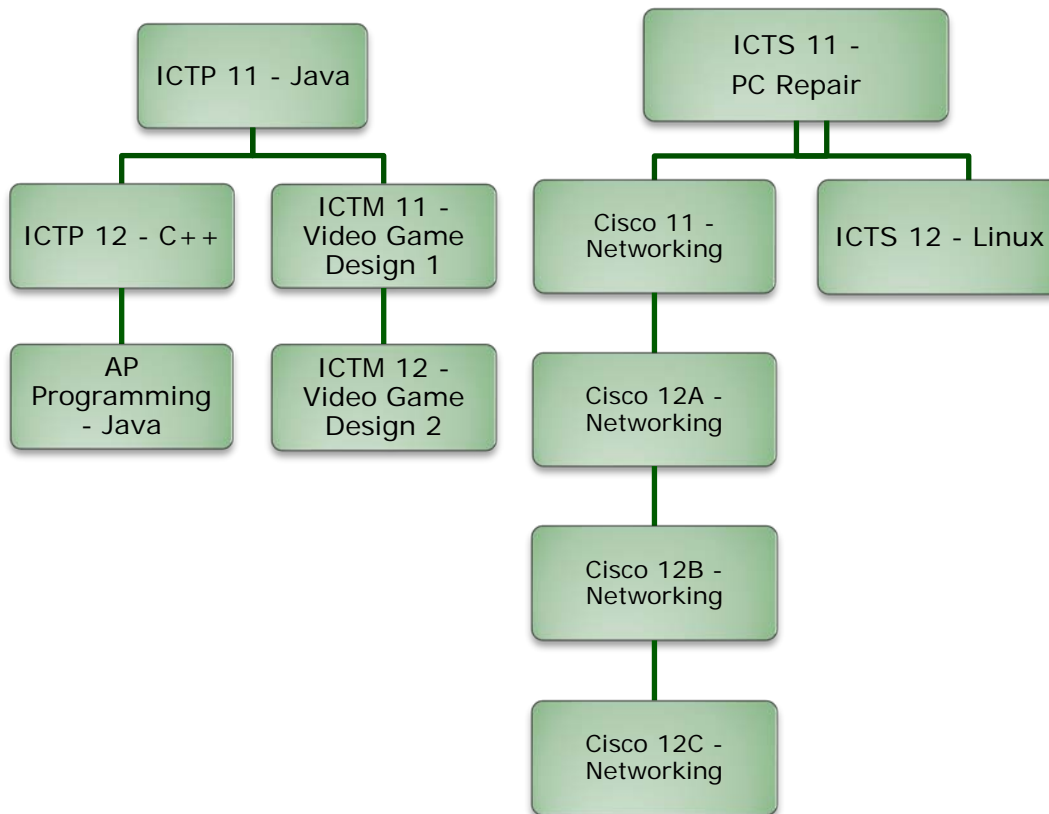 ICTP 11 - Java
ICTP 12 - C++
AP
Programming
- Java
ICTM 11 -
Video Game
Design 1
ICTM 12 -
Video Game
Design 2
ICTS 11 -
PC Repair
Cisco 11 -
Networking
Cisco 12A -
Networking
Cisco 12B -
Networking
Cisco 12C -
Networking
ICTS 12 - Linux